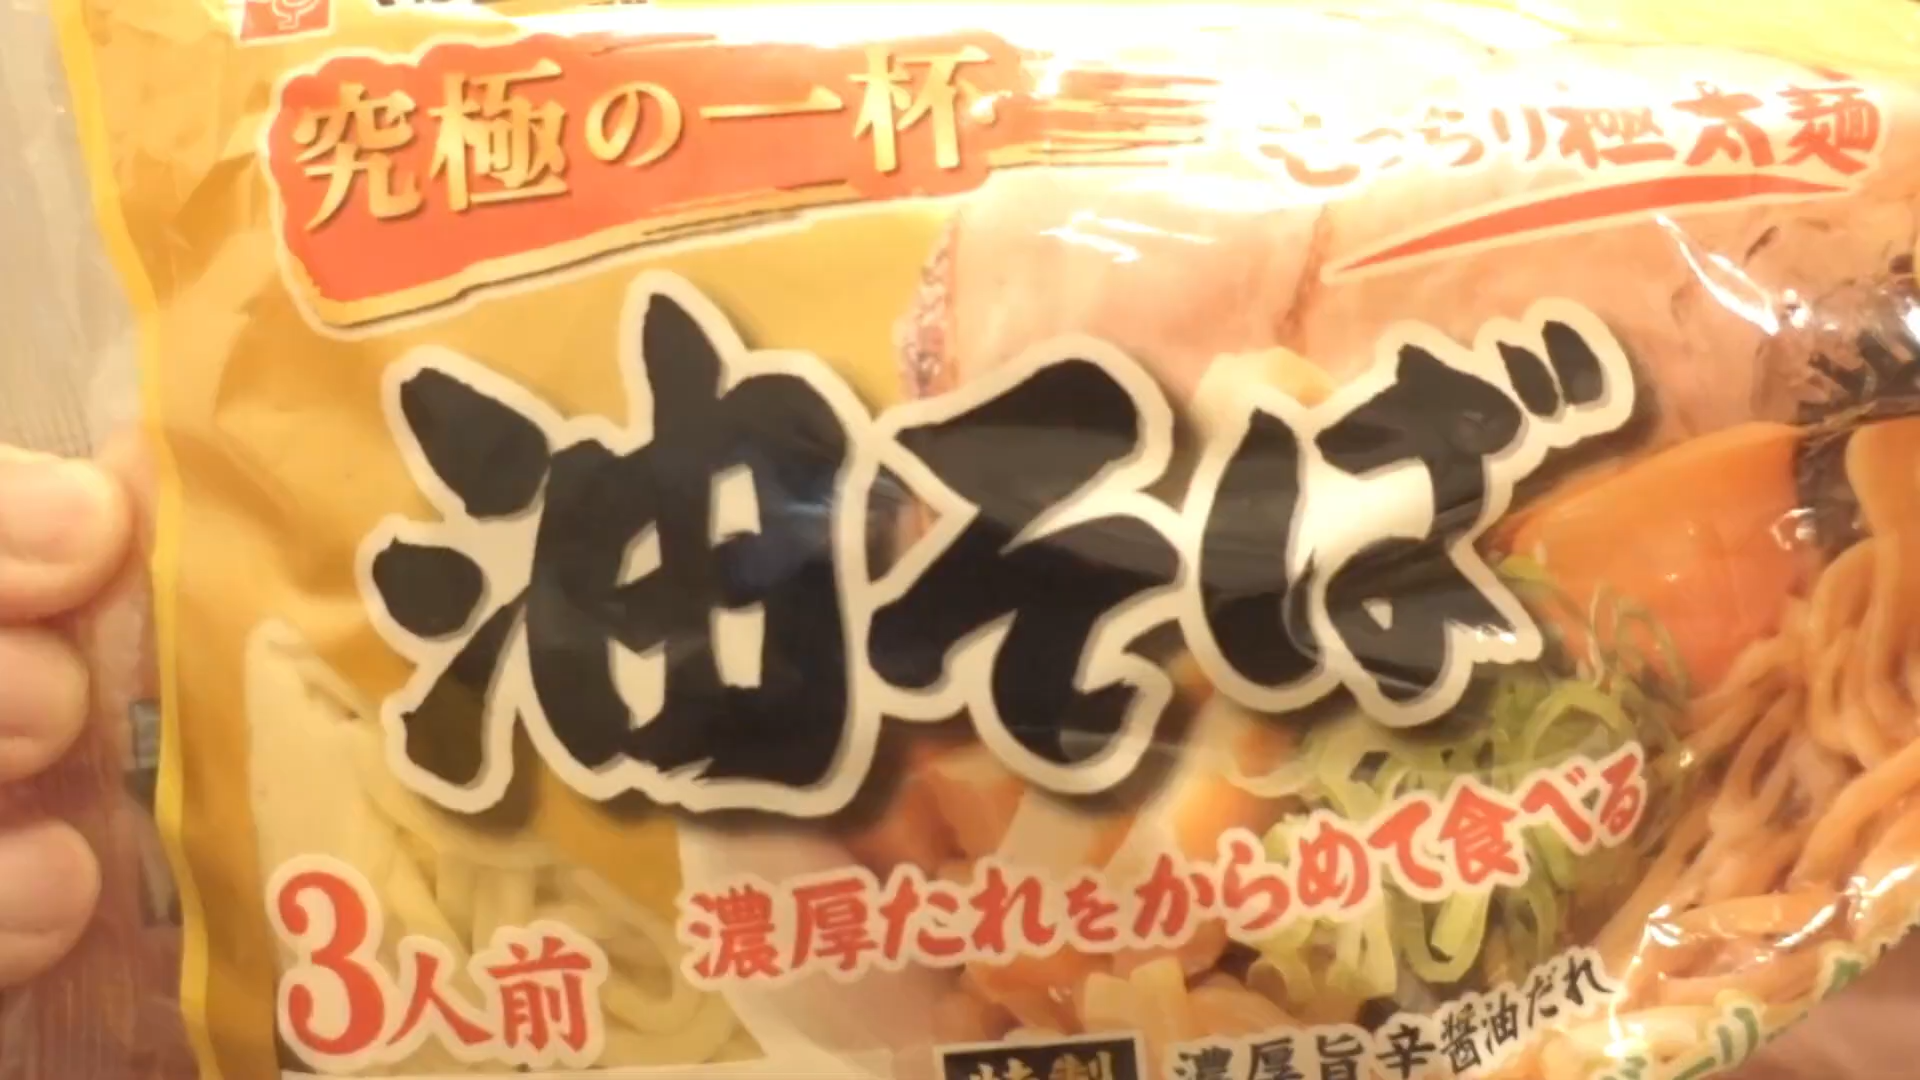 究極の一杯
もっちり極太麺
油そば
濃厚たれをからめて食べる
3人前
特製
濃厚旨辛醤油だれ